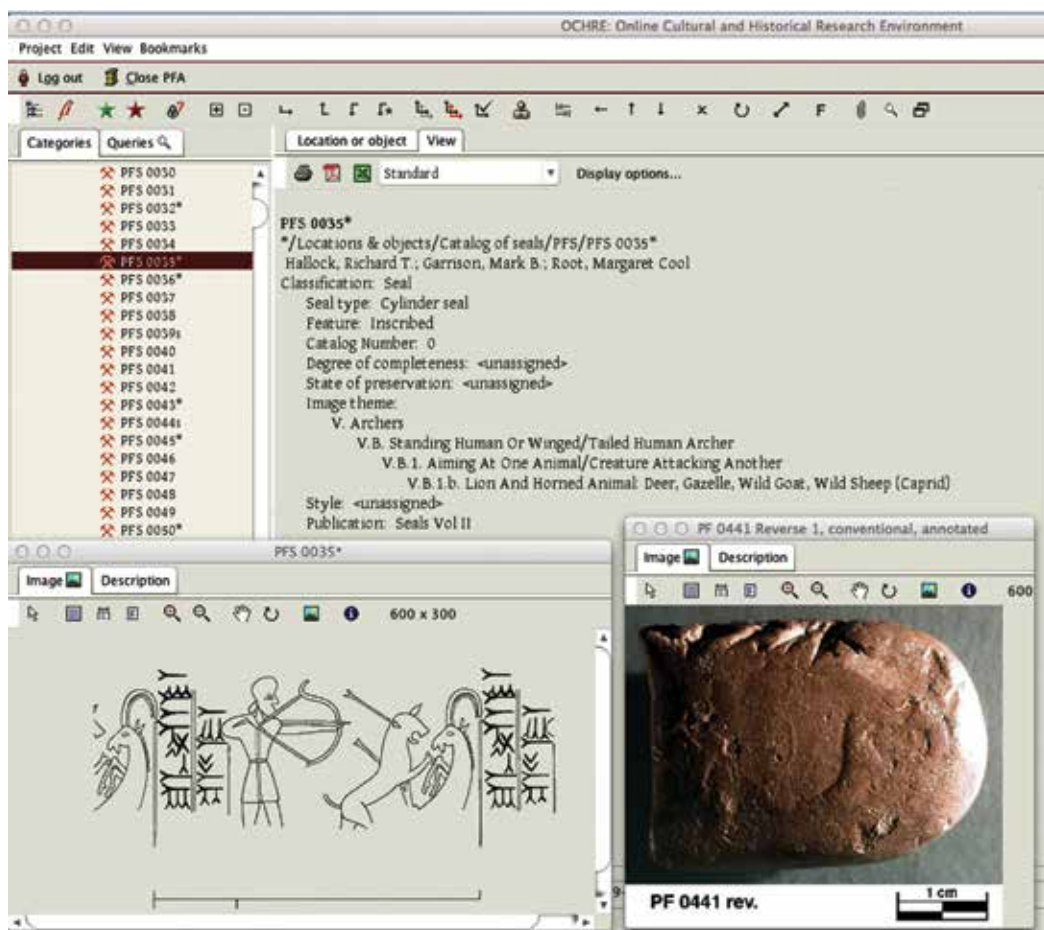 OCHRE: Online Cultural and Historical Research Environment
Project Edit View Bookmarks
Log out Close PFA
F
Categories Queries
Location or object View
Standard Display options...
PFS 0030
PFS 0031
PFS 0032*
PFS 0033
PFS 0034
PFS 0035*
PFS 0036*
PFS 0037
PFS 0038
PFS 0039s
PFS 0040
PFS 0041
PFS 0042
PFS 0043*
PFS 0044s
PFS 0045*
PFS 0046
PFS 0047
PFS 0048
PFS 0049
PFS 0050*
PFS 0035*
*/Locations & objects/Catalog of seals/PFS/PFS 0035*
Hallock, Richard T.; Garrison, Mark B.; Root, Margaret Cool
Classification: Seal
Seal type: Cylinder seal
Feature: Inscribed
Catalog Number: 0
Degree of completeness: <unassigned>
State of preservation: <unassigned>
Image theme:
V. Archers
V.B. Standing Human Or Winged/Tailed Human Archer
V.B.1. Aiming At One Animal/Creature Attacking Another
V.B.1.b. Lion And Horned Animal: Deer, Gazelle, Wild Goat, Wild Sheep (Caprid)
Style: <unassigned>
Publication: Seals Vol II
PFS 0035*
Image Description
600 x 300
PF 0441 Reverse 1, conventional, annotated
Image Description
600
PF 0441 rev.
1 cm